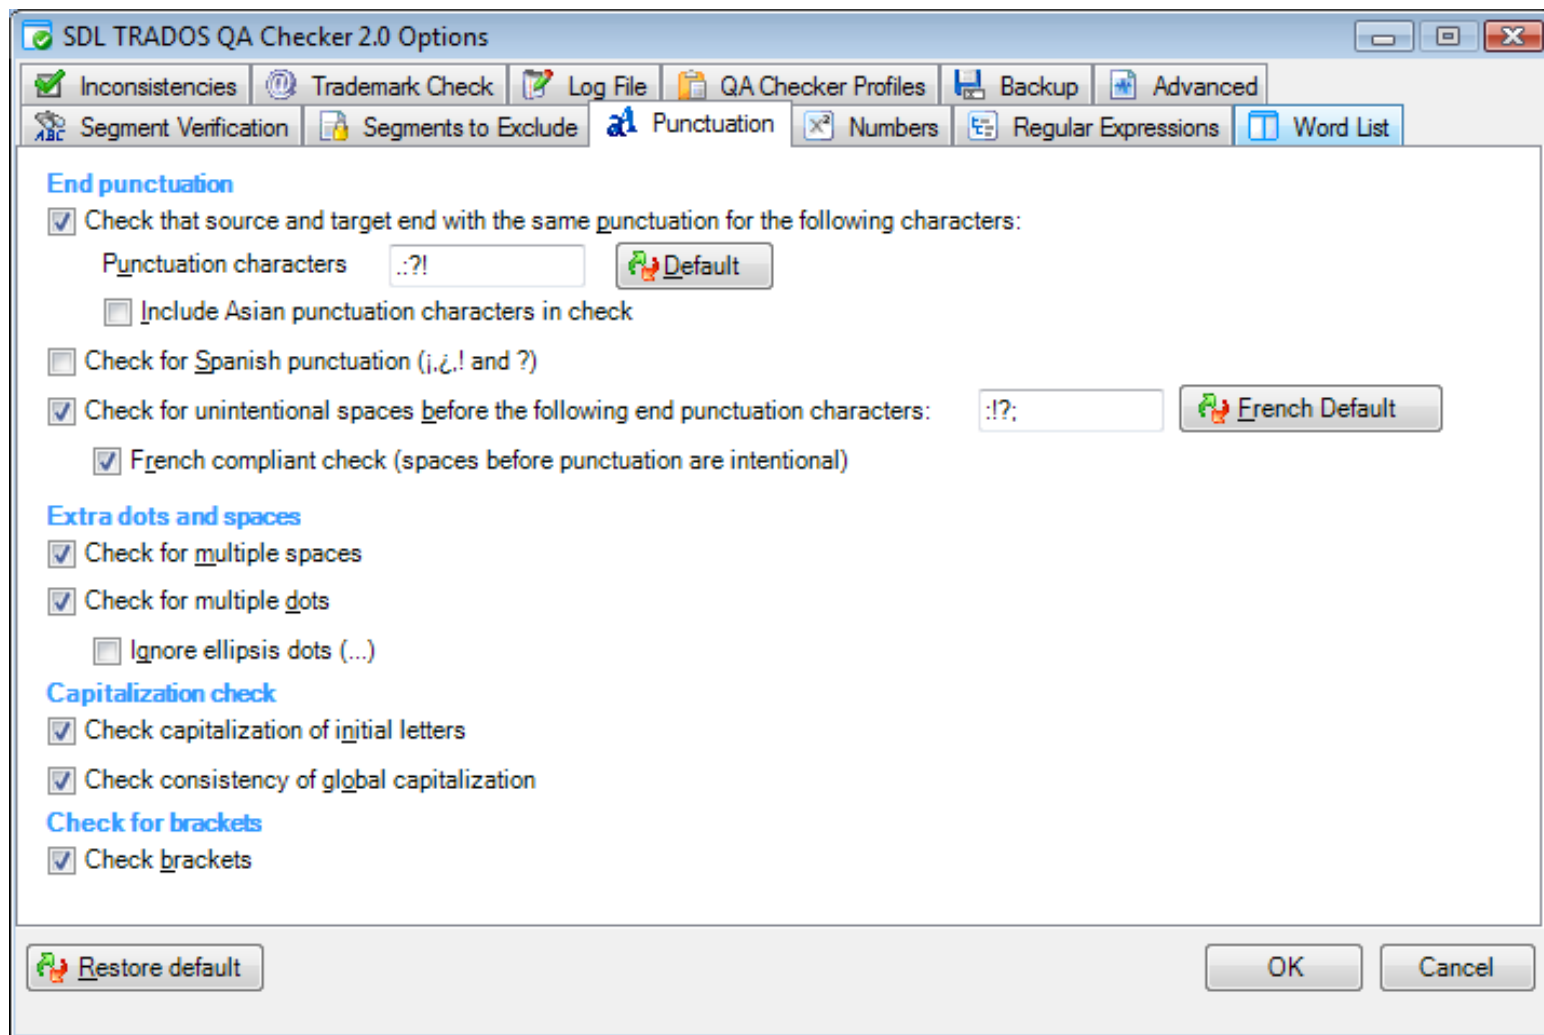 SDL TRADOS QA Checker 2.0 Options
Inconsistencies Trademark Check Log File QA Checker Profiles Backup Advanced
Segment Verification Segments to Exclude Punctuation Numbers Regular Expressions Word List
End punctuation
Check that source and target end with the same punctuation for the following characters:
Punctuation characters .:?! Default
Include Asian punctuation characters in check
Check for Spanish punctuation (¡,¿,! and ?)
Check for unintentional spaces before the following end punctuation characters: :!?; French Default
French compliant check (spaces before punctuation are intentional)
Extra dots and spaces
Check for multiple spaces
Check for multiple dots
Ignore ellipsis dots (...)
Capitalization check
Check capitalization of initial letters
Check consistency of global capitalization
Check for brackets
Check brackets
Restore default OK Cancel